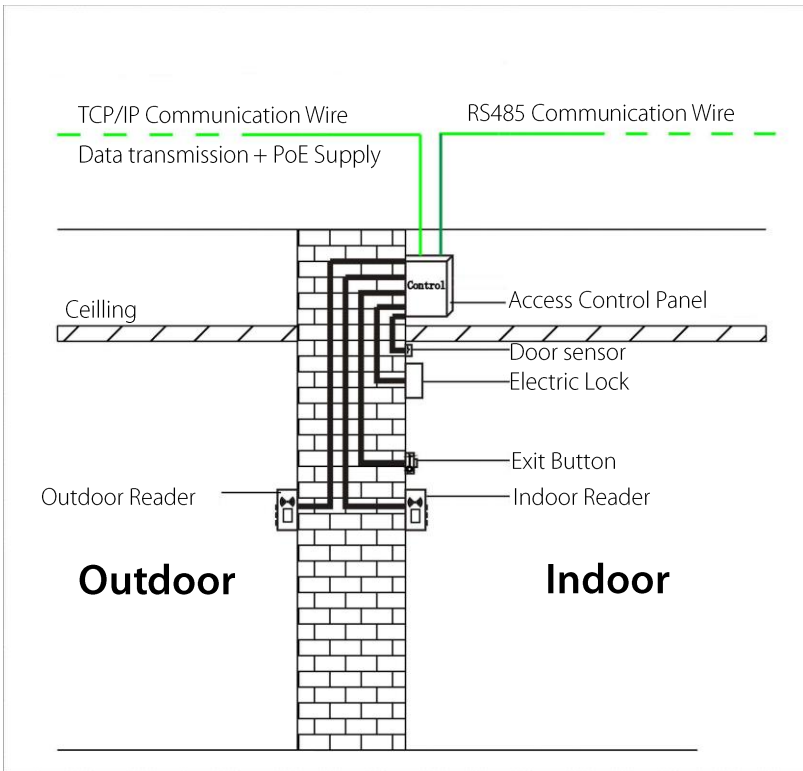 TCP/IP Communication Wire
RS485 Communication Wire
Data transmission + PoE Supply
Control
Access Control Panel
Ceilling
Door sensor
Electric Lock
Exit Button
Outdoor Reader
Indoor Reader
Outdoor
Indoor